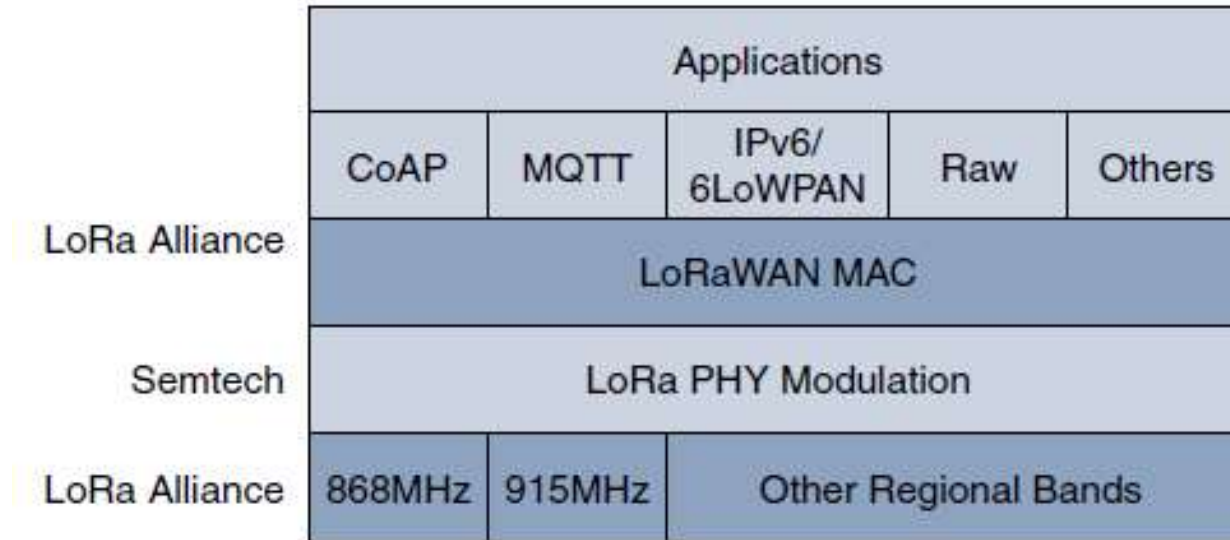 Applications
CoAP
MQTT
IPv6/
6LoWPAN
Raw
Others
LoRa Alliance
LoRaWAN MAC
Semtech
LoRa PHY Modulation
LoRa Alliance
868MHz
915MHz
Other Regional Bands